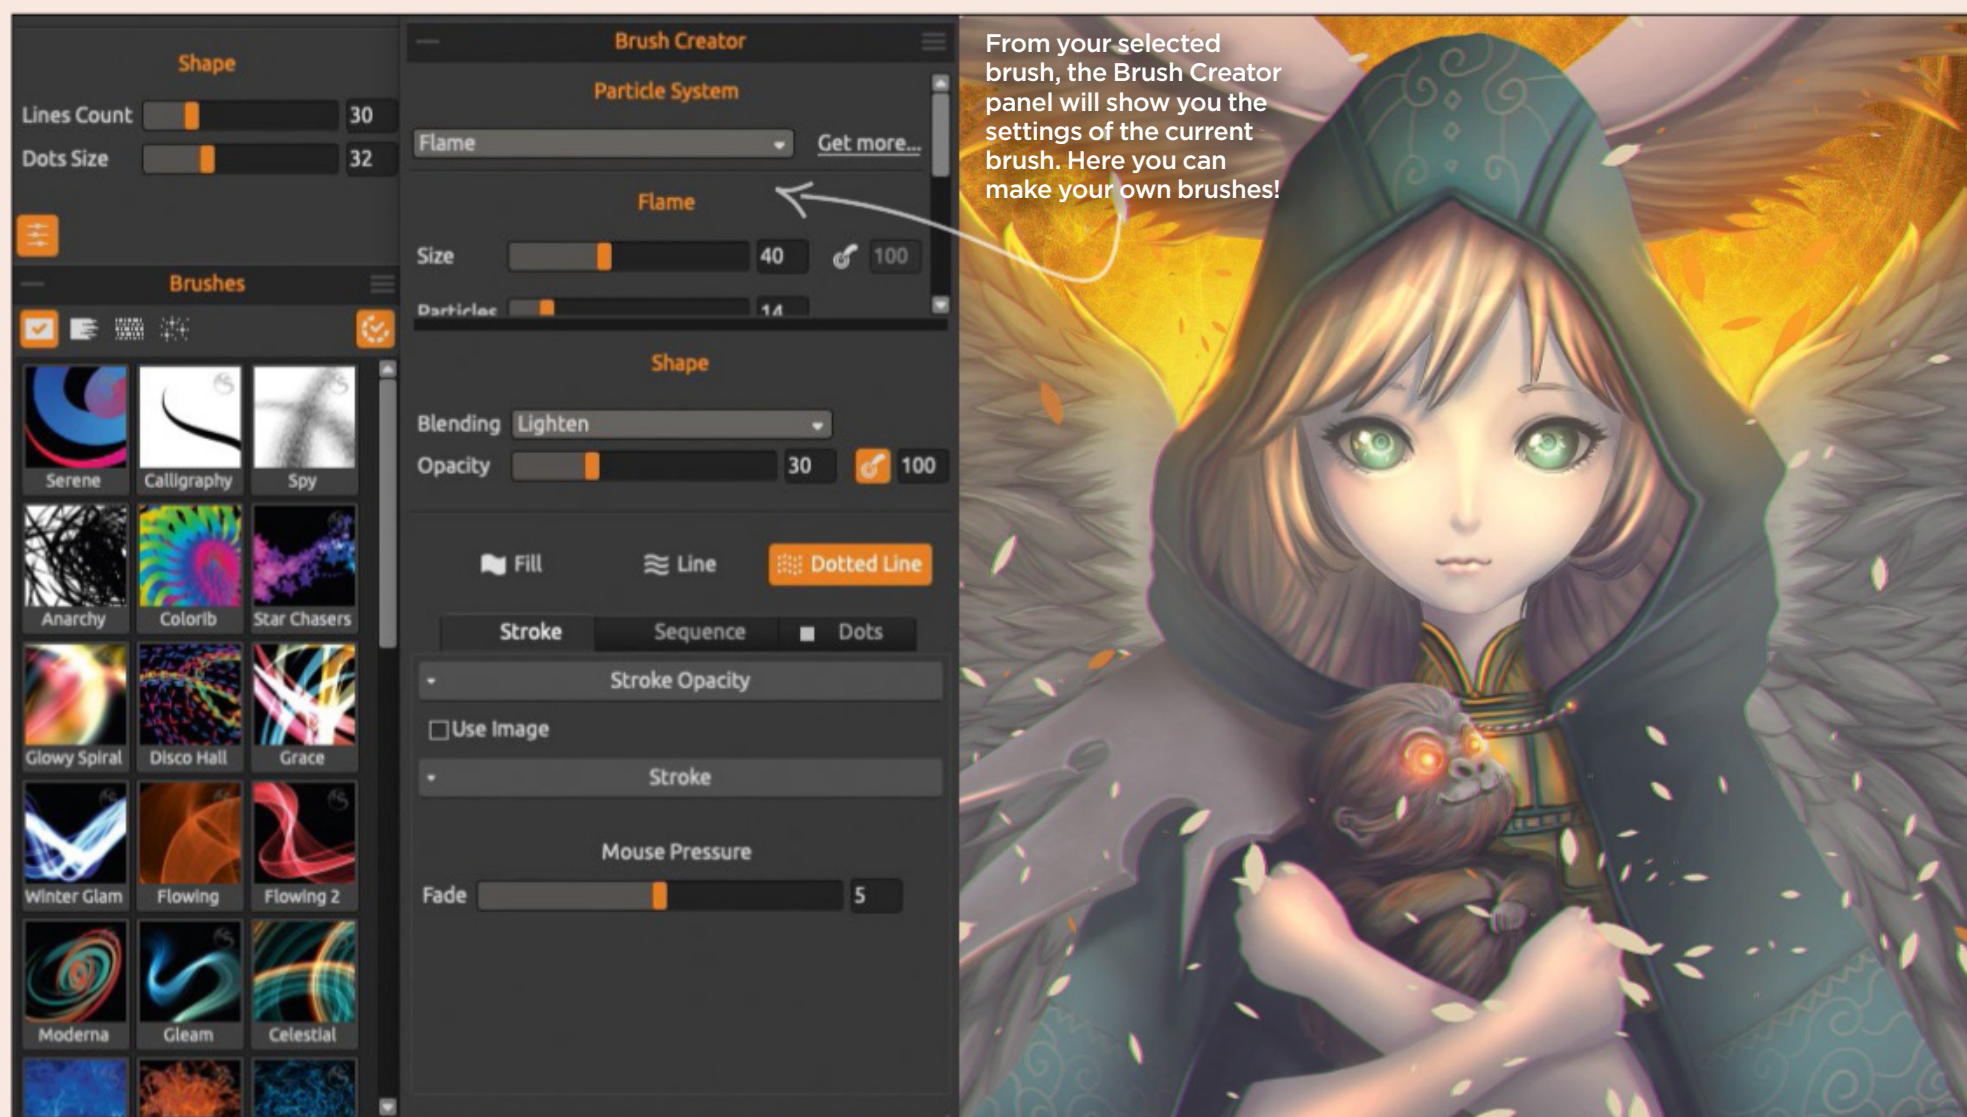 Shape
Lines Count 30
Dots Size 32
Brushes
Serene Calligraphy Spy
Anarchy Colorib Star Chasers
Glowy Spiral Disco Hall Grace
Winter Glam Flowing Flowing 2
Moderna Gleam Celestial
Brush Creator
Particle System
Flame Get more...
Flame
Size 40 100
Particles 14
Shape
Blending Lighten
Opacity 30 100
Fill Line Dotted Line
Stroke Sequence Dots
Stroke Opacity
Use Image
Stroke
Mouse Pressure
Fade 5
From your selected
brush, the Brush Creator
panel will show you the
settings of the current
brush. Here you can
make your own brushes!